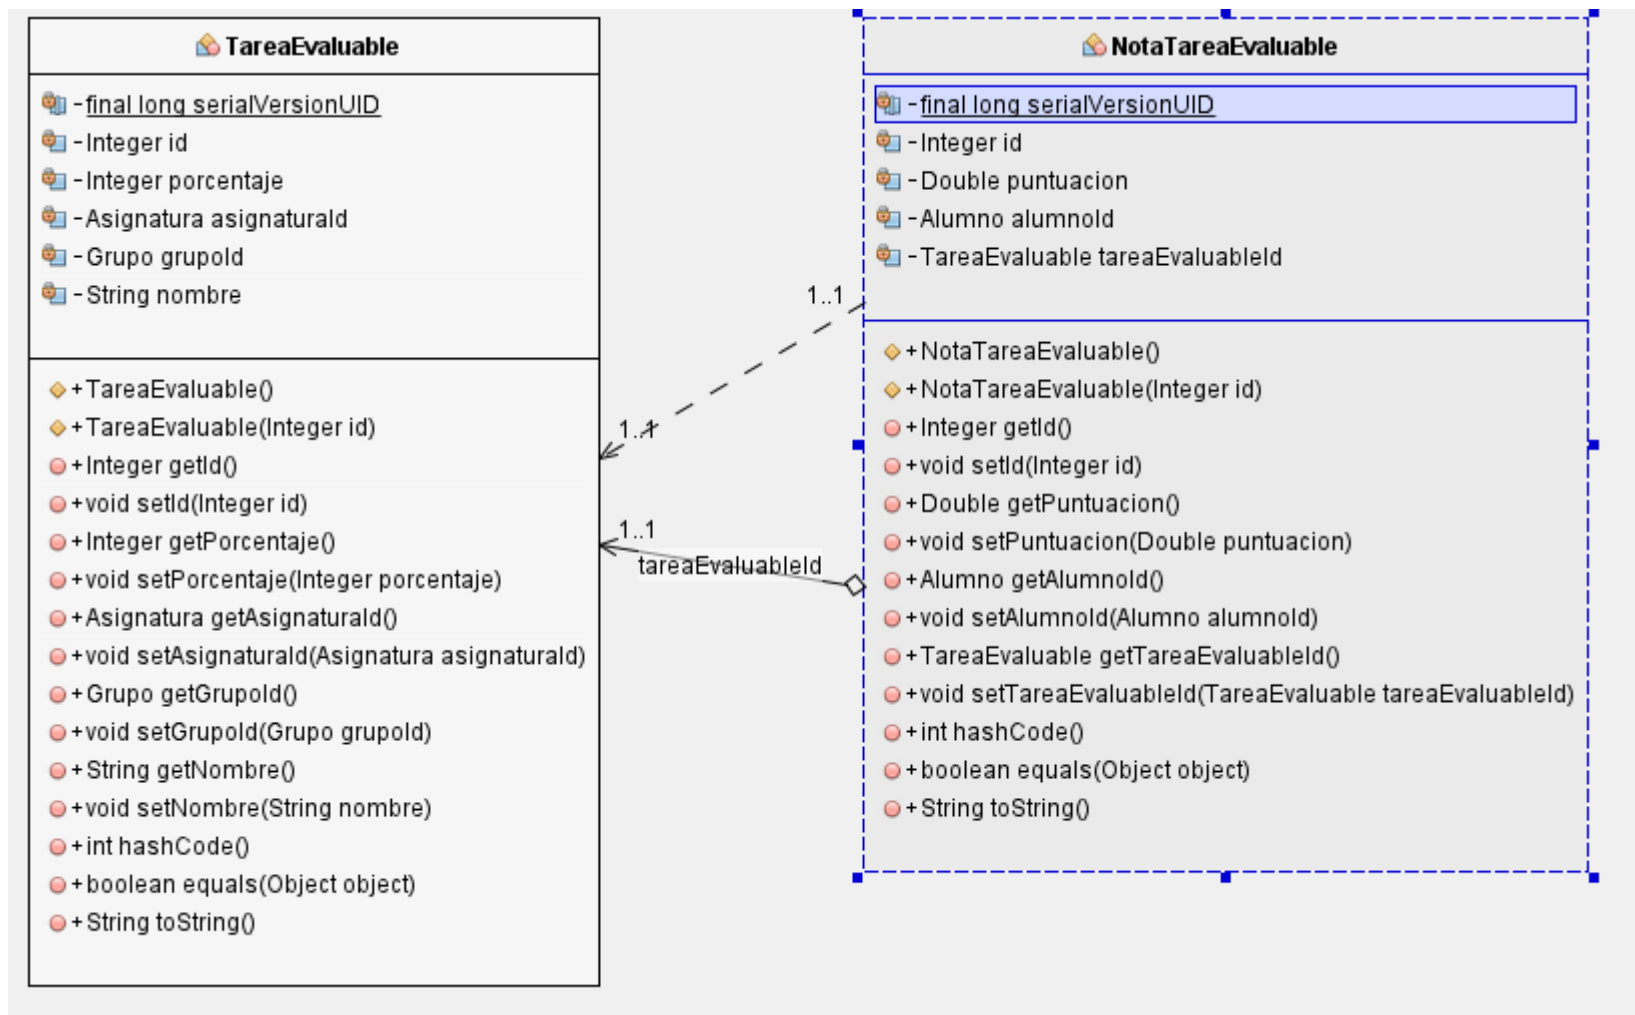 TareaEvaluable
-final long serialVersionUID
-Integer id
-Integer porcentaje
-Asignatura asignaturaId
-Grupo grupoId
-String nombre
+TareaEvaluable()
+TareaEvaluable(Integer id)
+Integer getId()
+void setId(Integer id)
+Integer getPorcentaje()
+void setPorcentaje(Integer porcentaje)
+Asignatura getAsignaturaId()
+void setAsignaturaId(Asignatura asignaturaId)
+Grupo getGrupoId()
+void setGrupoId(Grupo grupoId)
+String getNombre()
+void setNombre(String nombre)
+int hashCode()
+boolean equals(Object object)
+String toString()
1..1
1..1
1..1
tareaEvaluableId
NotaTareaEvaluable
-final long serialVersionUID
-Integer id
-Double puntuacion
-Alumno alumnoId
-TareaEvaluable tareaEvaluableId
+NotaTareaEvaluable()
+NotaTareaEvaluable(Integer id)
+Integer getId()
+void setId(Integer id)
+Double getPuntuacion()
+void setPuntuacion(Double puntuacion)
+Alumno getAlumnoId()
+void setAlumnoId(Alumno alumnoId)
+TareaEvaluable getTareaEvaluableId()
+void setTareaEvaluableId(TareaEvaluable tareaEvaluableId)
+int hashCode()
+boolean equals(Object object)
+String toString()